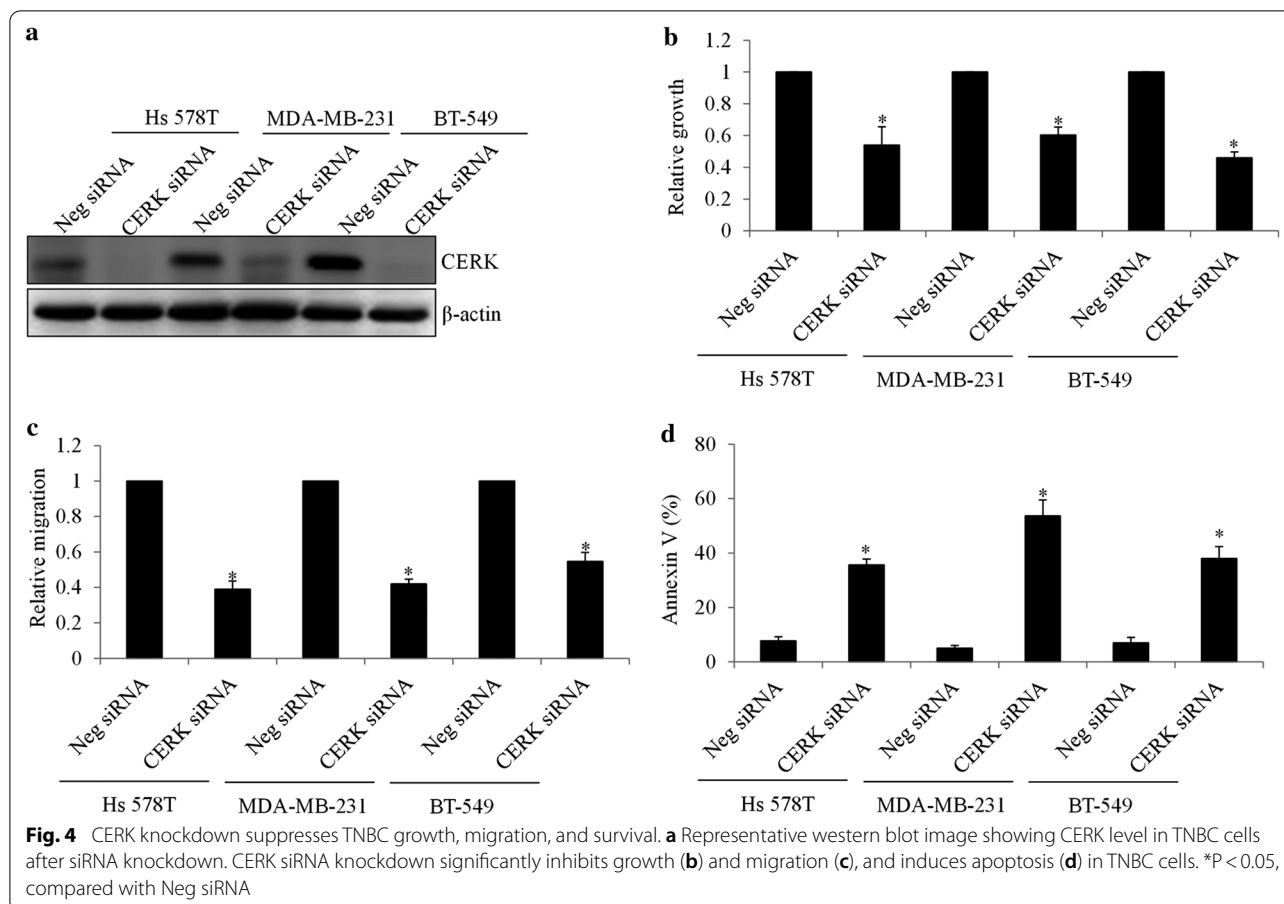 a
Hs 578T MDA-MB-231 BT-549
Neg siRNA CERK siRNA Neg siRNA CERK siRNA Neg siRNA CERK siRNA
CERK
β-actin
b
1.2
1
0.8
0.6
0.4
0.2
0
Relative growth
* * *
Neg siRNA CERK siRNA Neg siRNA CERK siRNA Neg siRNA CERK siRNA
Hs 578T MDA-MB-231 BT-549
c
1.2
1
0.8
0.6
0.4
0.2
0
Relative migration
* * *
Neg siRNA CERK siRNA Neg siRNA CERK siRNA Neg siRNA CERK siRNA
Hs 578T MDA-MB-231 BT-549
d
80
60
40
20
0
Annexin V (%)
* * *
Neg siRNA CERK siRNA Neg siRNA CERK siRNA Neg siRNA CERK siRNA
Hs 578T MDA-MB-231 BT-549
Fig. 4 CERK knockdown suppresses TNBC growth, migration, and survival. a Representative western blot image showing CERK level in TNBC cells
after siRNA knockdown. CERK siRNA knockdown significantly inhibits growth (b) and migration (c), and induces apoptosis (d) in TNBC cells. *P < 0.05,
compared with Neg siRNA